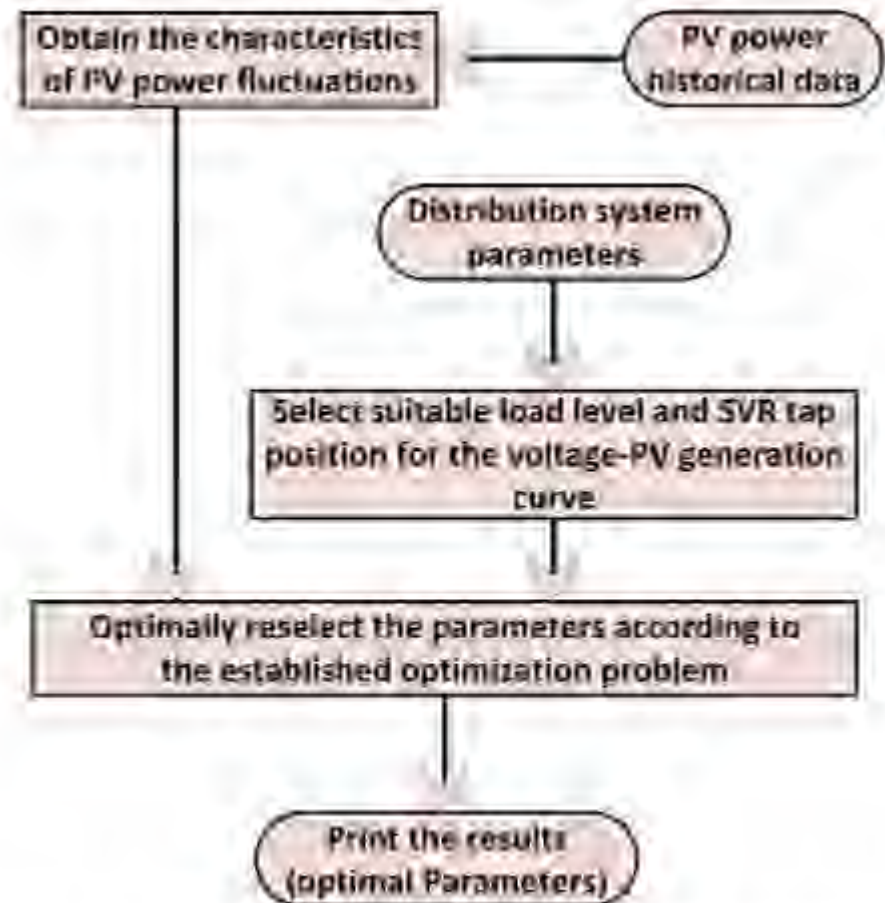 Obtain the characteristics
of PV power fluctuations
PV power
historical data
Distribution system
parameters
Select suitable load level and SVR tap
position for the voltage-PV generation
curve
Optimally reselect the parameters according to
the established optimization problem
Print the results
(optimal Parameters)